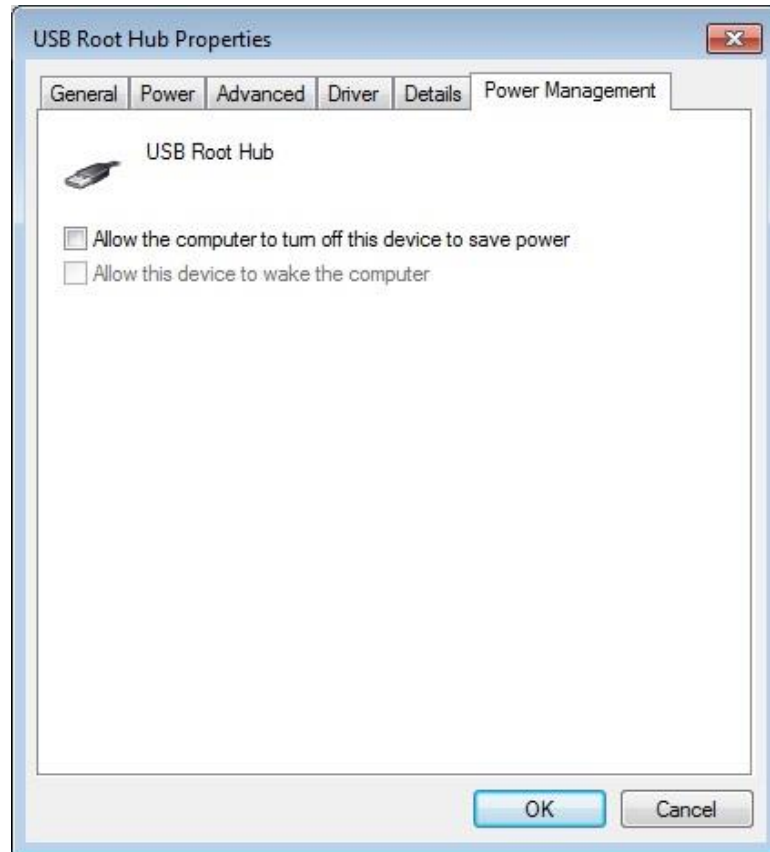 USB Root Hub Properties
General Power Advanced Driver Details Power Management
USB Root Hub
Allow the computer to turn off this device to save power
Allow this device to wake the computer
OK Cancel